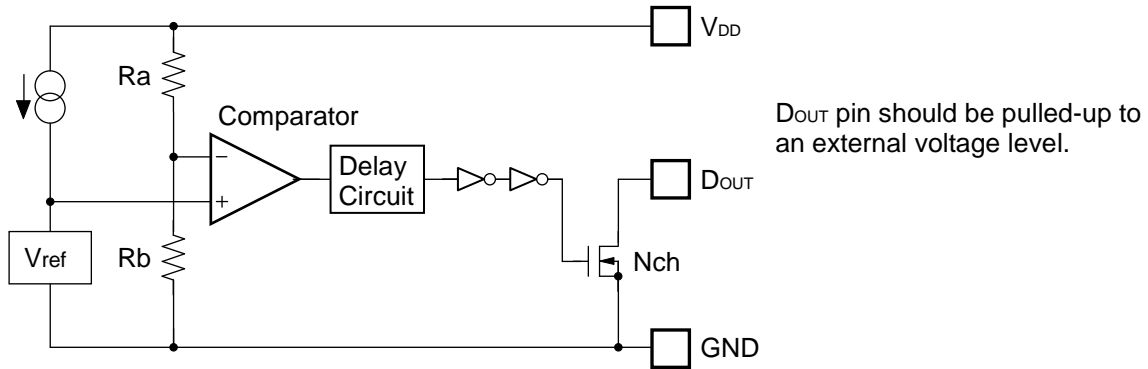 VDD
Ra
Comparator
DOUT pin should be pulled-up to
an external voltage level.
−
Delay
Circuit
DOUT
+
Vref
Rb
Nch
GND